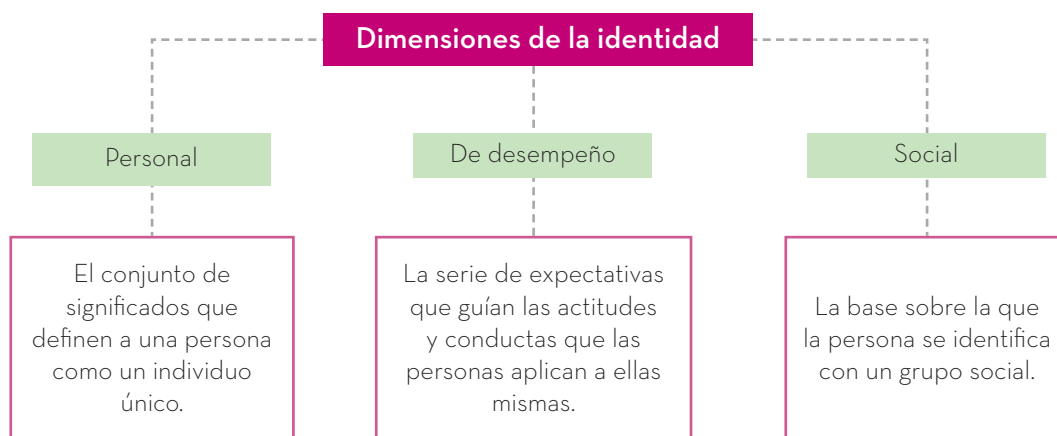 Dimensiones de la identidad
Personal
De desempeño
Social
El conjunto de
significados que
definen a una persona
como un individuo
único.
La serie de expectativas
que guían las actitudes
y conductas que las
personas aplican a ellas
mismas.
La base sobre la que
la persona se identifica
con un grupo social.